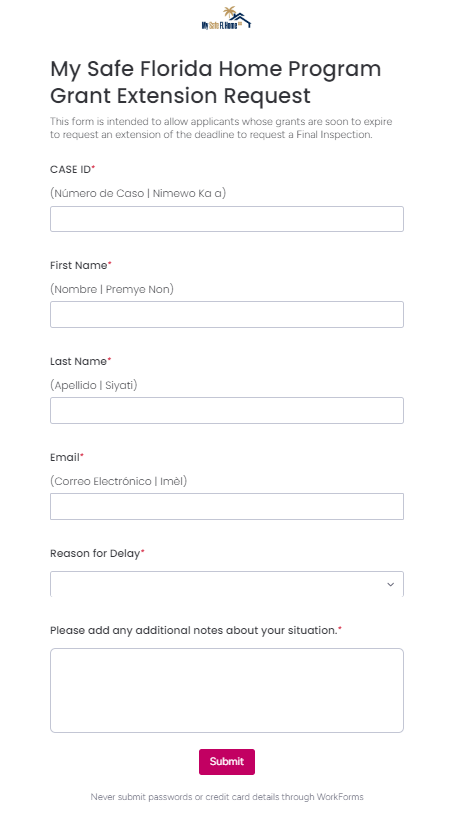 My Safe FL Home
My Safe Florida Home Program
Grant Extension Request
This form is intended to allow applicants whose grants are soon to expire
to request an extension of the deadline to request a Final Inspection.
CASE ID*
(Número de Caso | Nimewo Ka a)
First Name*
(Nombre | Premye Non)
Last Name*
(Apellido | Siyati)
Email*
(Correo Electrónico | Imèl)
Reason for Delay*
Please add any additional notes about your situation.*
Submit
Never submit passwords or credit card details through WorkForms